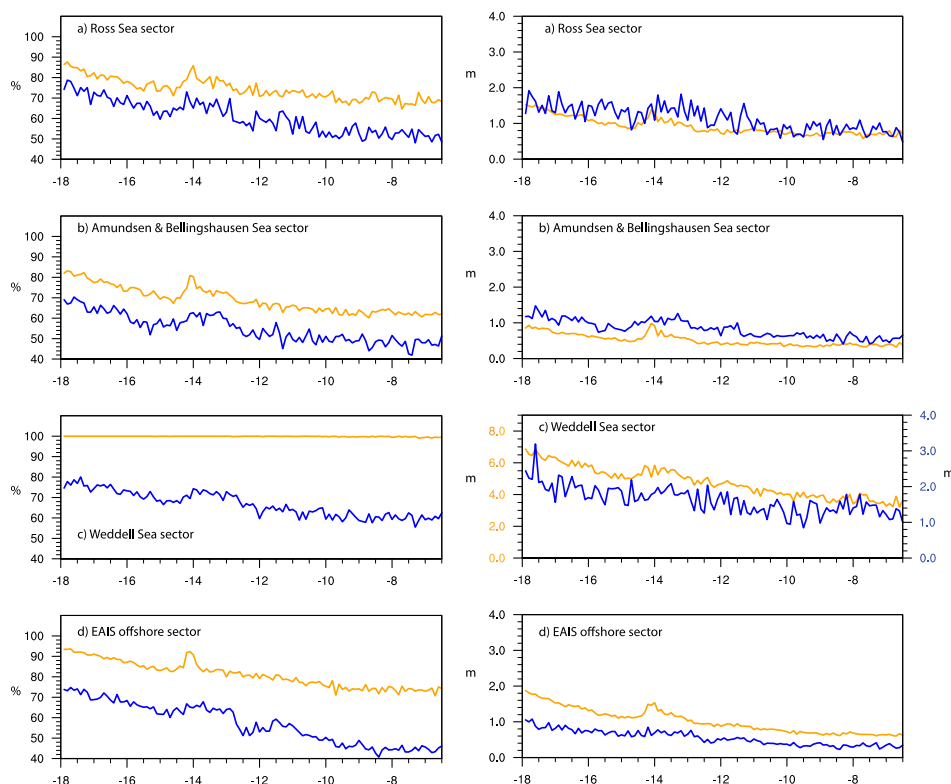 a) Ross Sea sector
100
90
80
70
60
50
40
%
-18 -16 -14 -12 -10 -8
a) Ross Sea sector
4.0
3.0
2.0
1.0
0.0
m
-18 -16 -14 -12 -10 -8
b) Amundsen & Bellingshausen Sea sector
100
90
80
70
60
50
40
%
-18 -16 -14 -12 -10 -8
b) Amundsen & Bellingshausen Sea sector
4.0
3.0
2.0
1.0
0.0
m
-18 -16 -14 -12 -10 -8
100
90
80
70
60
50
40
%
c) Weddell Sea sector
-18 -16 -14 -12 -10 -8
c) Weddell Sea sector
8.0
6.0
4.0
2.0
0.0
m
4.0
3.0
2.0
1.0
0.0
m
-18 -16 -14 -12 -10 -8
d) EAIS offshore sector
100
90
80
70
60
50
40
%
-18 -16 -14 -12 -10 -8
d) EAIS offshore sector
4.0
3.0
2.0
1.0
0.0
m
-18 -16 -14 -12 -10 -8